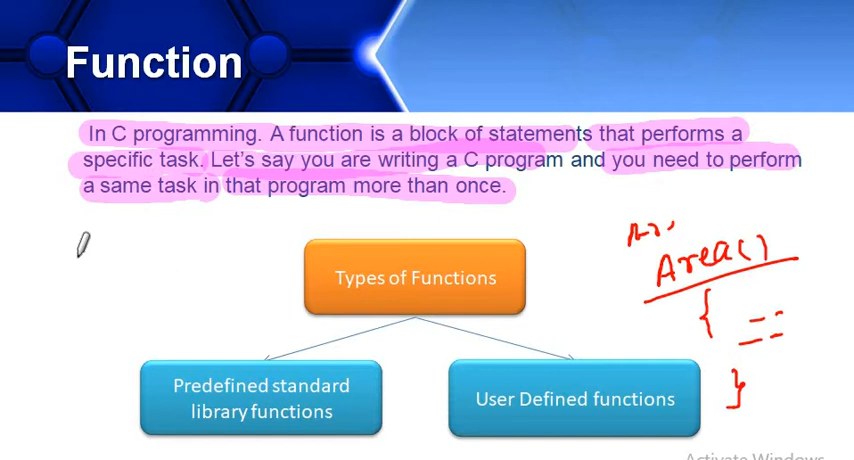 Function
In C programming. A function is a block of statements that performs a
specific task. Let's say you are writing a C program and you need to perform
a same task in that program more than once.
Types of Functions
Area()
{
}
Predefined standard
library functions
User Defined functions
Activate Windows